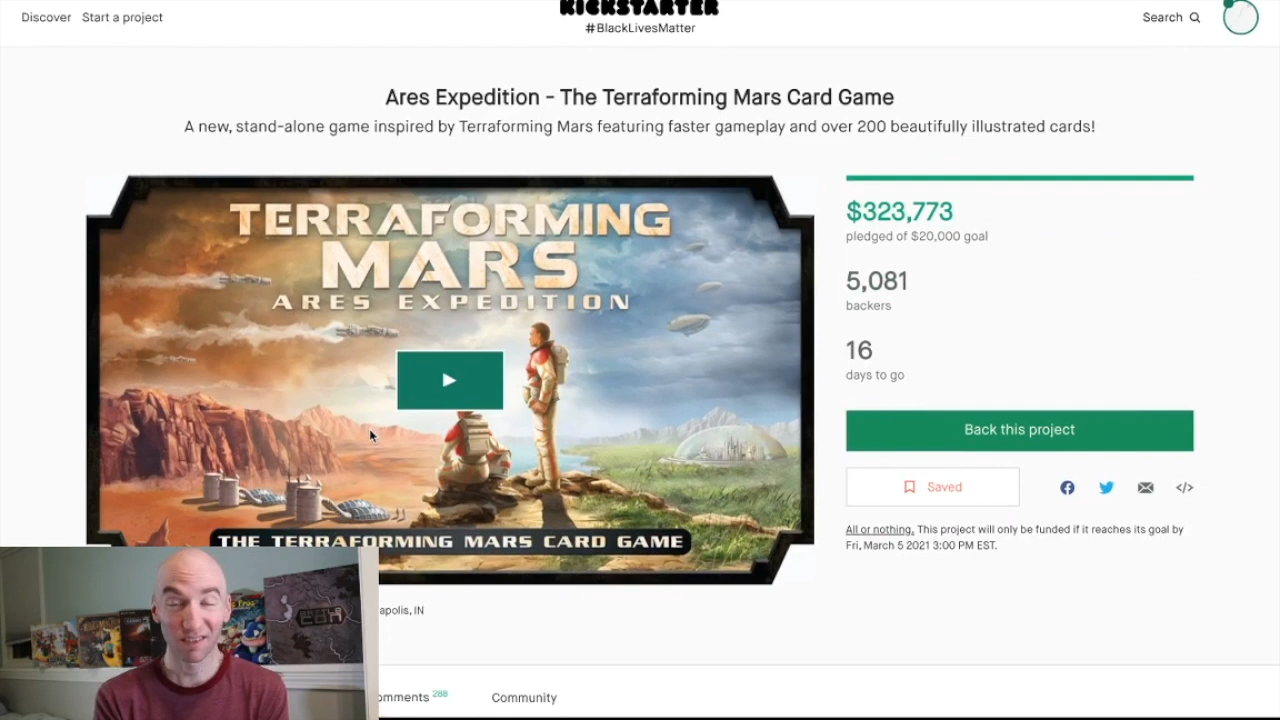 Discover Start a project
KICKSTARTER
#BlackLivesMatter
Search
Ares Expedition - The Terraforming Mars Card Game
A new, stand-alone game inspired by Terraforming Mars featuring faster gameplay and over 200 beautifully illustrated cards!
TERRAFORMING
MARS
ARES EXPEDITION
THE TERRAFORMING MARS CARD GAME
$323,773
pledged of $20,000 goal
5,081
backers
16
days to go
Back this project
Saved
</>
All or nothing. This project will only be funded if it reaches its goal by
Fri, March 5 2021 3:00 PM EST.
apolis, IN
BATTLE
CON
omments 288
Community